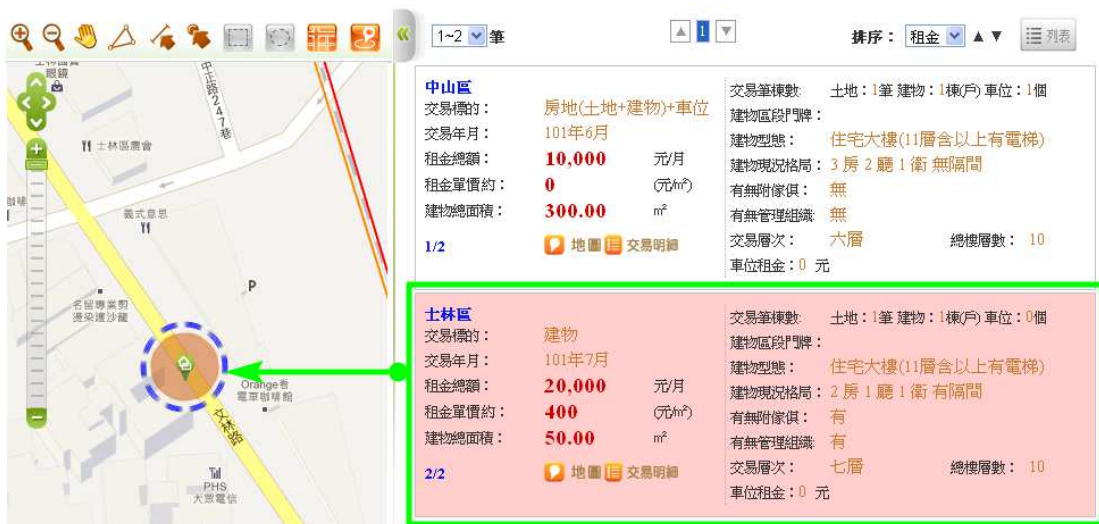 1~2 筆
1
排序： 租金 ▲ ▼ 列表
眼鏡
中正路247巷
士林區農會
義式意思
P
名留專業剪
燙染護沙龍
Orange香
電車咖啡館
文林路
PHS
大眾電信
中山區
交易標的： 房地(土地+建物)+車位
交易年月： 101年6月
租金總額： 10,000 元/月
租金單價約： 0 (元/m²)
建物總面積： 300.00 m²
1/2 地圖 交易明細
交易筆棟數: 土地：1筆 建物：1棟(戶) 車位：1個
建物區段門牌：
建物型態： 住宅大樓(11層含以上有電梯)
建物現況格局： 3 房 2 廳 1 衛 無隔間
有無附傢俱： 無
有無管理組織: 無
交易層次： 六層 總樓層數： 10
車位租金：0 元
士林區
交易標的： 建物
交易年月： 101年7月
租金總額： 20,000 元/月
租金單價約： 400 (元/m²)
建物總面積： 50.00 m²
2/2 地圖 交易明細
交易筆棟數: 土地：1筆 建物：1棟(戶) 車位：0個
建物區段門牌：
建物型態： 住宅大樓(11層含以上有電梯)
建物現況格局： 2 房 1 廳 1 衛 有隔間
有無附傢俱： 有
有無管理組織: 有
交易層次： 七層 總樓層數： 10
車位租金：0 元